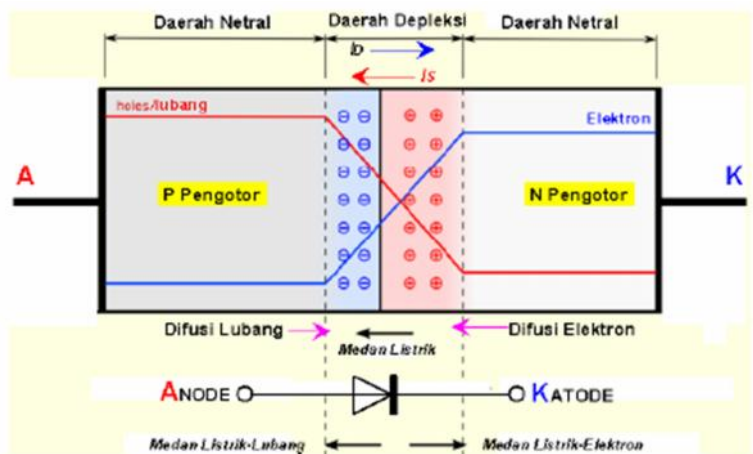 Daerah Netral Daerah Depleksi Daerah Netral
ID
IS
holes/lubang
Elektron
A
P Pengotor
N Pengotor
K
Difusi Lubang
Difusi Elektron
Medan Listrik
ANODE
KATODE
Medan Listrik-Lubang
Medan Listrik-Elektron